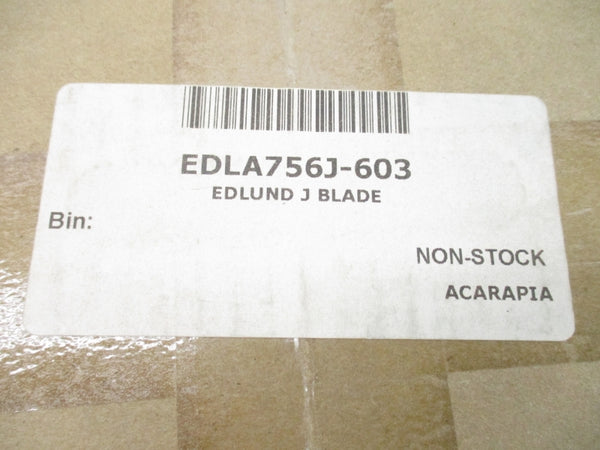 EDLA756J-603
EDLUND J BLADE
Bin:
NON-STOCK
ACARAPIA